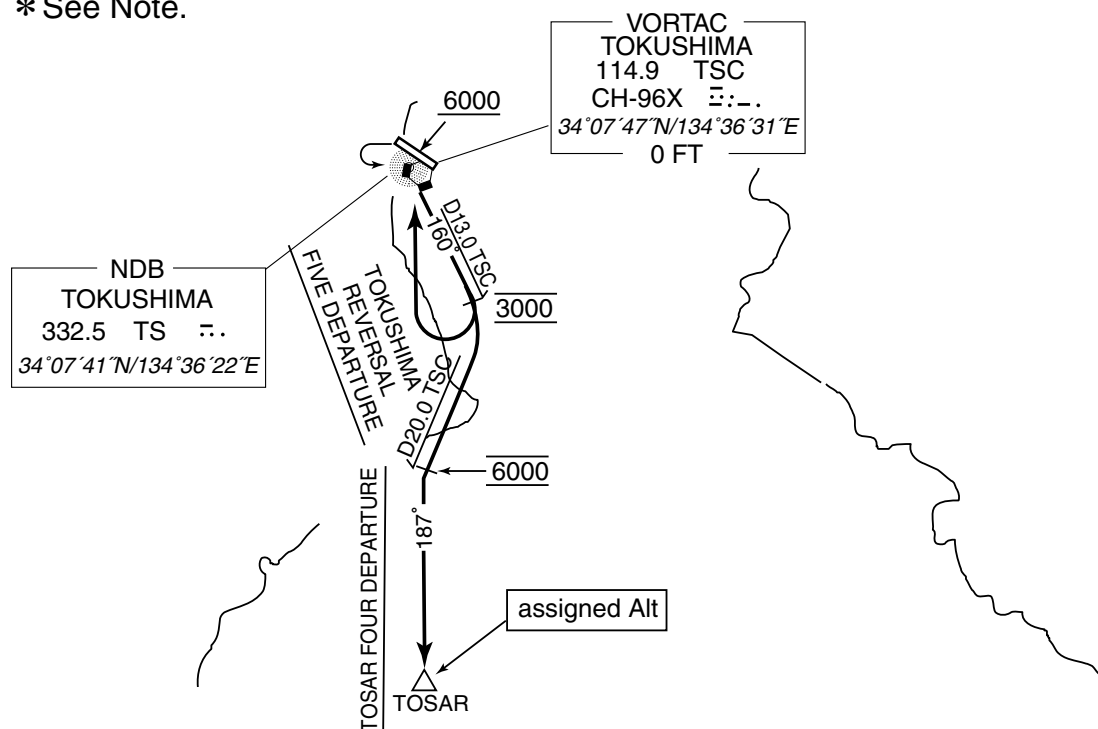 * See Note.
VORTAC
TOKUSHIMA
114.9 TSC
CH-96X
34°07´47˝N/134°36´31˝E
0 FT
6000
D13.0 TSC
160°
NDB
TOKUSHIMA
332.5 TS
34°07´41˝N/134°36´22˝E
3000
TOKUSHIMA
REVERSAL
FIVE DEPARTURE
D20.0 TSC
6000
187°
TOSAR FOUR DEPARTURE
assigned Alt
TOSAR